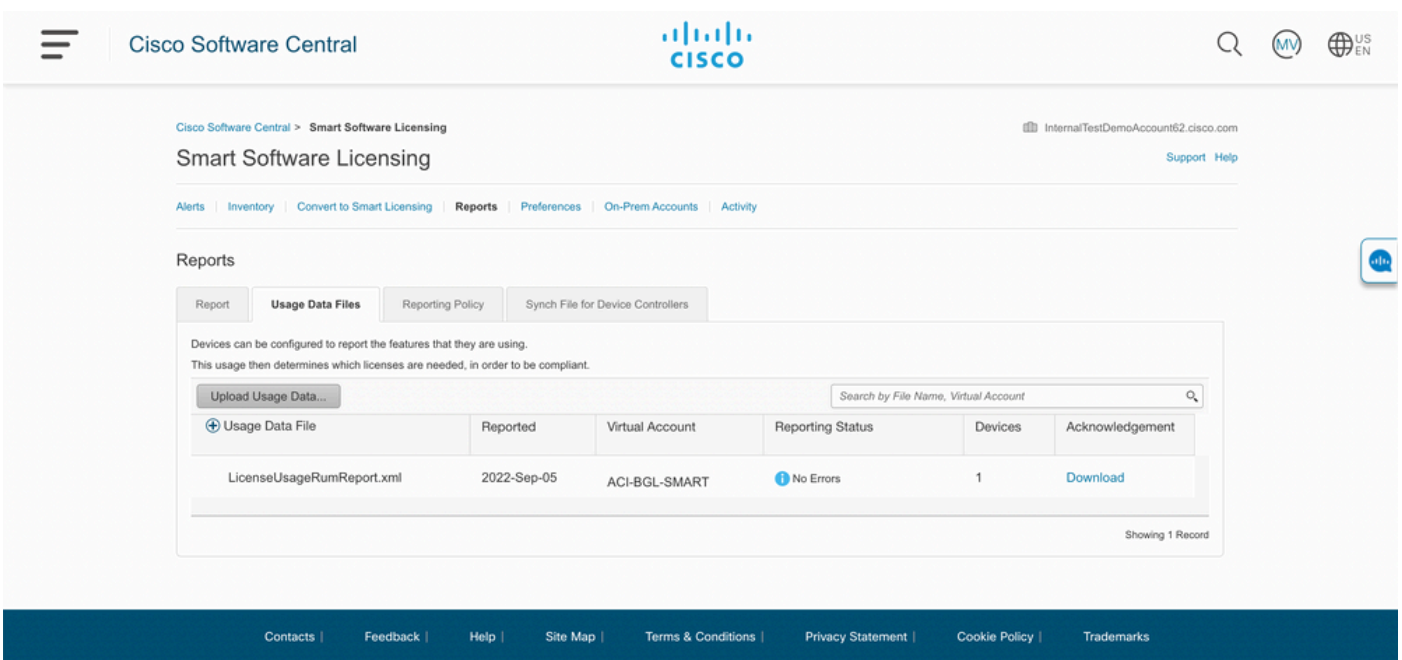 Cisco Software Central
CISCO
MV
US
EN
Cisco Software Central > Smart Software Licensing
InternalTestDemoAccount62.cisco.com
Smart Software Licensing
Support Help
Alerts | Inventory | Convert to Smart Licensing | Reports | Preferences | On-Prem Accounts | Activity
Reports
Report Usage Data Files Reporting Policy Synch File for Device Controllers
Devices can be configured to report the features that they are using.
This usage then determines which licenses are needed, in order to be compliant.
Upload Usage Data... Search by File Name, Virtual Account
Usage Data File Reported Virtual Account Reporting Status Devices Acknowledgement
LicenseUsageRumReport.xml 2022-Sep-05 ACI-BGL-SMART No Errors 1 Download
Showing 1 Record
Contacts | Feedback | Help | Site Map | Terms & Conditions | Privacy Statement | Cookie Policy | Trademarks